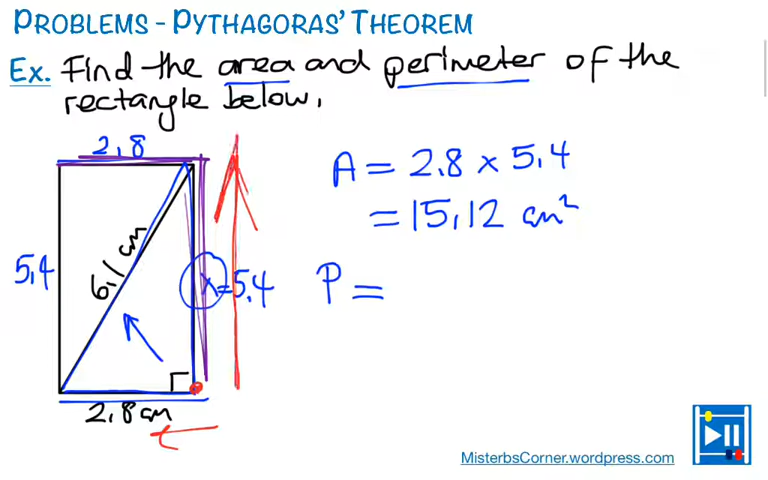 PROBLEMS - PYTHAGORAS' THEOREM
Ex. Find the area and perimeter of the
rectangle below.
2.8
A = 2.8 × 5.4
= 15.12 cm²
5.4
6.1 cm
x = 5.4
P =
2.8 cm
MisterbsCorner.wordpress.com